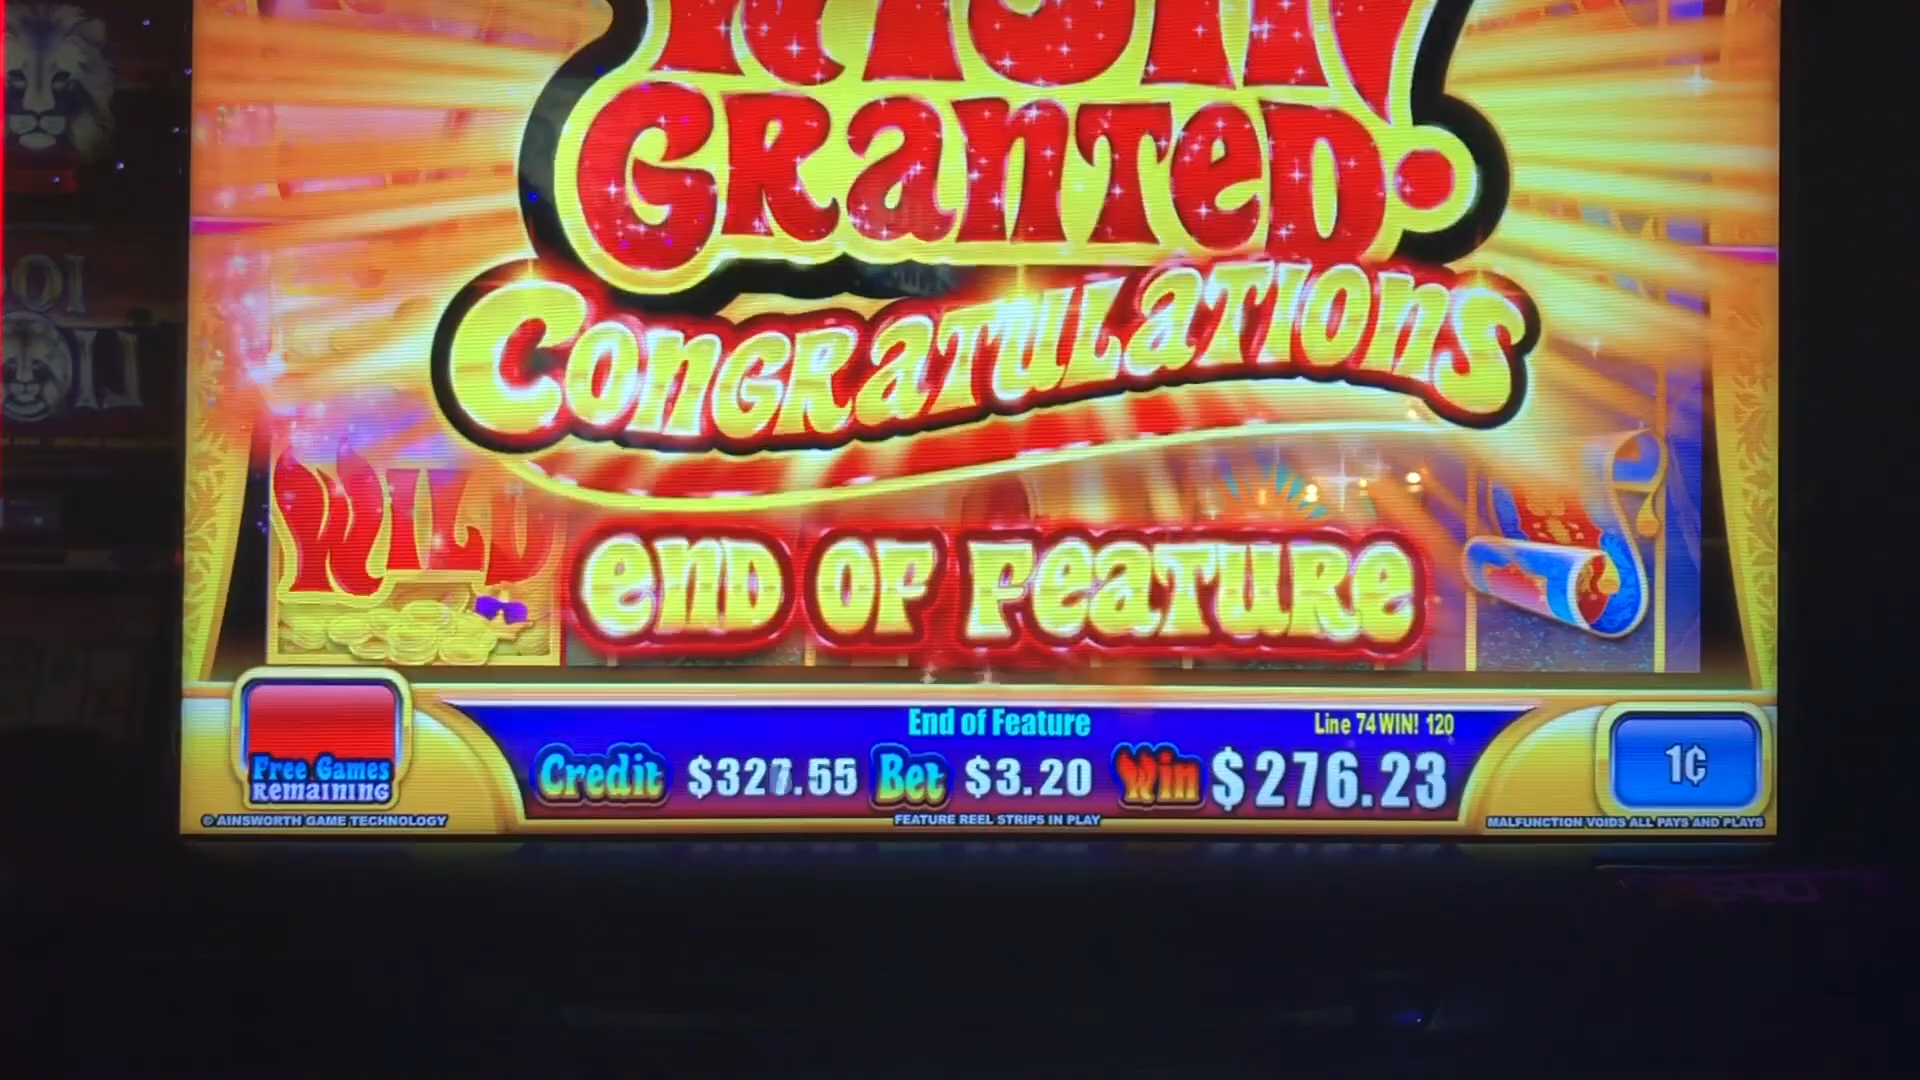 GRanTeD.
CONGRaTULaTIONS
WILD
enD OF FeaTURe
End of Feature
Line 74 WIN! 120
Credit Bet $3.20 Win $276.23
1¢
Free Games
Remaining
© AINSWORTH GAME TECHNOLOGY
FEATURE REEL STRIPS IN PLAY
MALFUNCTION VOIDS ALL PAYS AND PLAYS